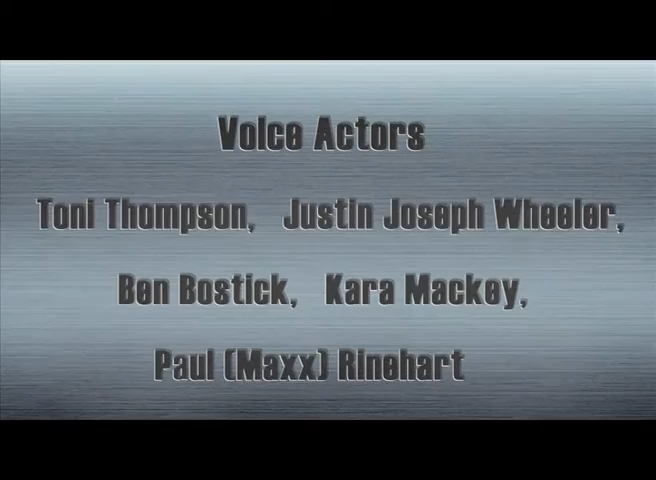 Voice Actors
Toni Thompson, Justin Joseph Wheeler,
Ben Bostick, Kara Mackey,
Paul (Maxx) Rinehart